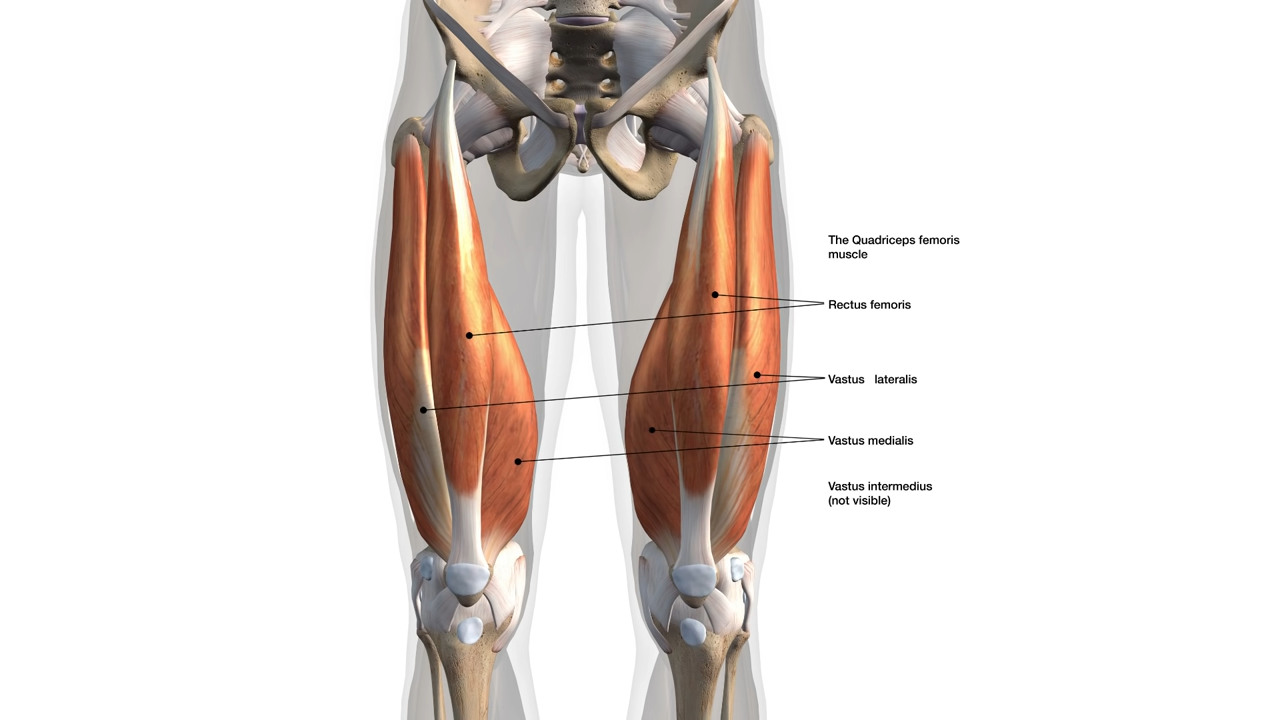 The Quadriceps femoris
muscle
Rectus femoris
Vastus   lateralis
Vastus medialis
Vastus intermedius
(not visible)